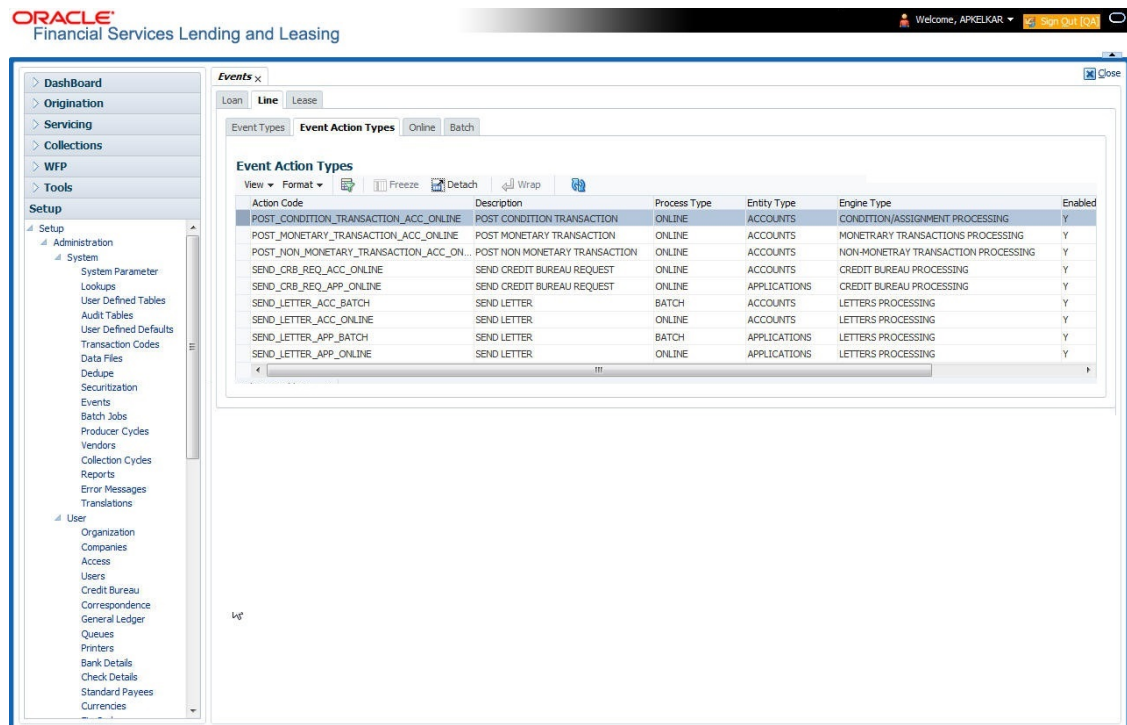 ORACLE
Financial Services Lending and Leasing
Welcome, APKELKAR
Sign Out [QA]
DashBoard
Origination
Servicing
Collections
WFP
Tools
Setup
Setup
Administration
System
System Parameter
Lookups
User Defined Tables
Audit Tables
User Defined Defaults
Transaction Codes
Data Files
Dedupe
Securitization
Events
Batch Jobs
Producer Cycles
Vendors
Collection Cycles
Reports
Error Messages
Translations
User
Organization
Companies
Access
Users
Credit Bureau
Correspondence
General Ledger
Queues
Printers
Bank Details
Check Details
Standard Payees
Currencies
Events
Close
Loan Line Lease
Event Types Event Action Types Online Batch
Event Action Types
View Format Freeze Detach Wrap
Action Code Description Process Type Entity Type Engine Type Enabled
POST_CONDITION_TRANSACTION_ACC_ONLINE POST CONDITION TRANSACTION ONLINE ACCOUNTS CONDITION/ASSIGNMENT PROCESSING Y
POST_MONETARY_TRANSACTION_ACC_ONLINE POST MONETARY TRANSACTION ONLINE ACCOUNTS MONETRARY TRANSACTIONS PROCESSING Y
POST_NON_MONETARY_TRANSACTION_ACC_ON... POST NON MONETARY TRANSACTION ONLINE ACCOUNTS NON-MONETRAY TRANSACTION PROCESSING Y
SEND_CRB_REQ_ACC_ONLINE SEND CREDIT BUREAU REQUEST ONLINE ACCOUNTS CREDIT BUREAU PROCESSING Y
SEND_CRB_REQ_APP_ONLINE SEND CREDIT BUREAU REQUEST ONLINE APPLICATIONS CREDIT BUREAU PROCESSING Y
SEND_LETTER_ACC_BATCH SEND LETTER BATCH ACCOUNTS LETTERS PROCESSING Y
SEND_LETTER_ACC_ONLINE SEND LETTER ONLINE ACCOUNTS LETTERS PROCESSING Y
SEND_LETTER_APP_BATCH SEND LETTER BATCH APPLICATIONS LETTERS PROCESSING Y
SEND_LETTER_APP_ONLINE SEND LETTER ONLINE APPLICATIONS LETTERS PROCESSING Y